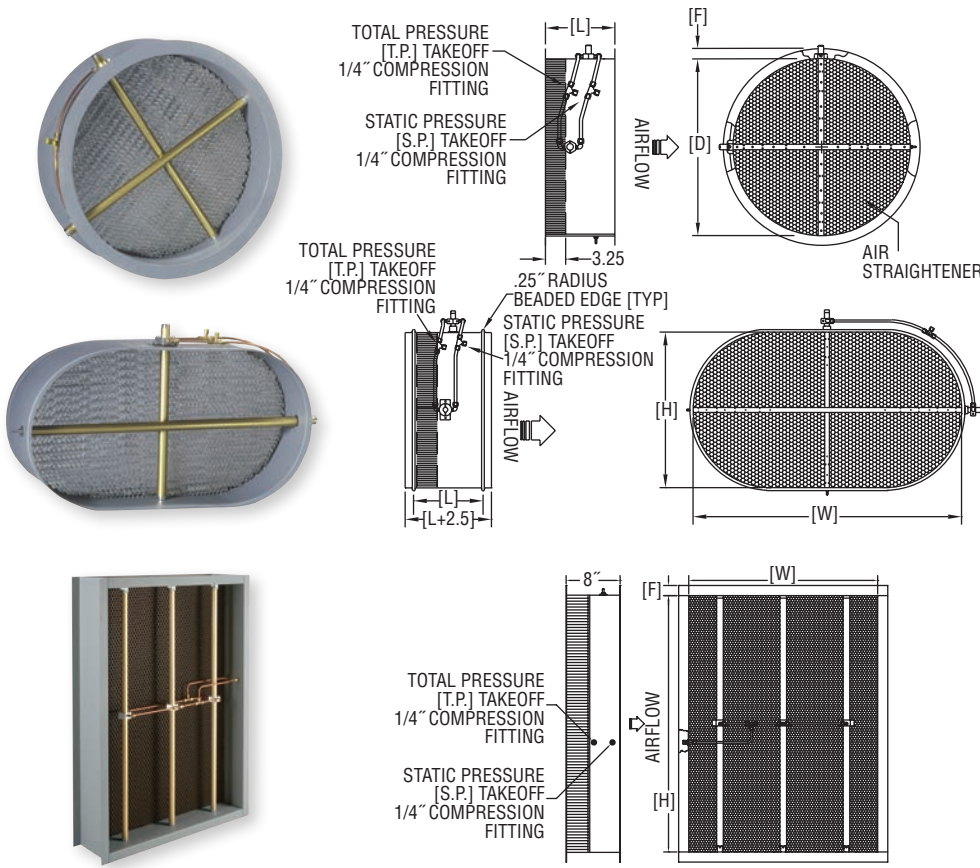 TOTAL PRESSURE
[T.P.] TAKEOFF
1/4˝ COMPRESSION
FITTING
STATIC PRESSURE
[S.P.] TAKEOFF
1/4˝ COMPRESSION
FITTING
[L]
3.25
AIRFLOW
[F]
[D]
AIR
STRAIGHTENER
TOTAL PRESSURE
[T.P.] TAKEOFF
1/4˝ COMPRESSION
FITTING
.25˝ RADIUS
BEADED EDGE [TYP]
STATIC PRESSURE
[S.P.] TAKEOFF
1/4˝ COMPRESSION
FITTING
AIRFLOW
[L]
[L+2.5]
[H]
[W]
TOTAL PRESSURE
[T.P.] TAKEOFF
1/4˝ COMPRESSION
FITTING
STATIC PRESSURE
[S.P.] TAKEOFF
1/4˝ COMPRESSION
FITTING
8˝
AIRFLOW
[F]
[W]
[H]